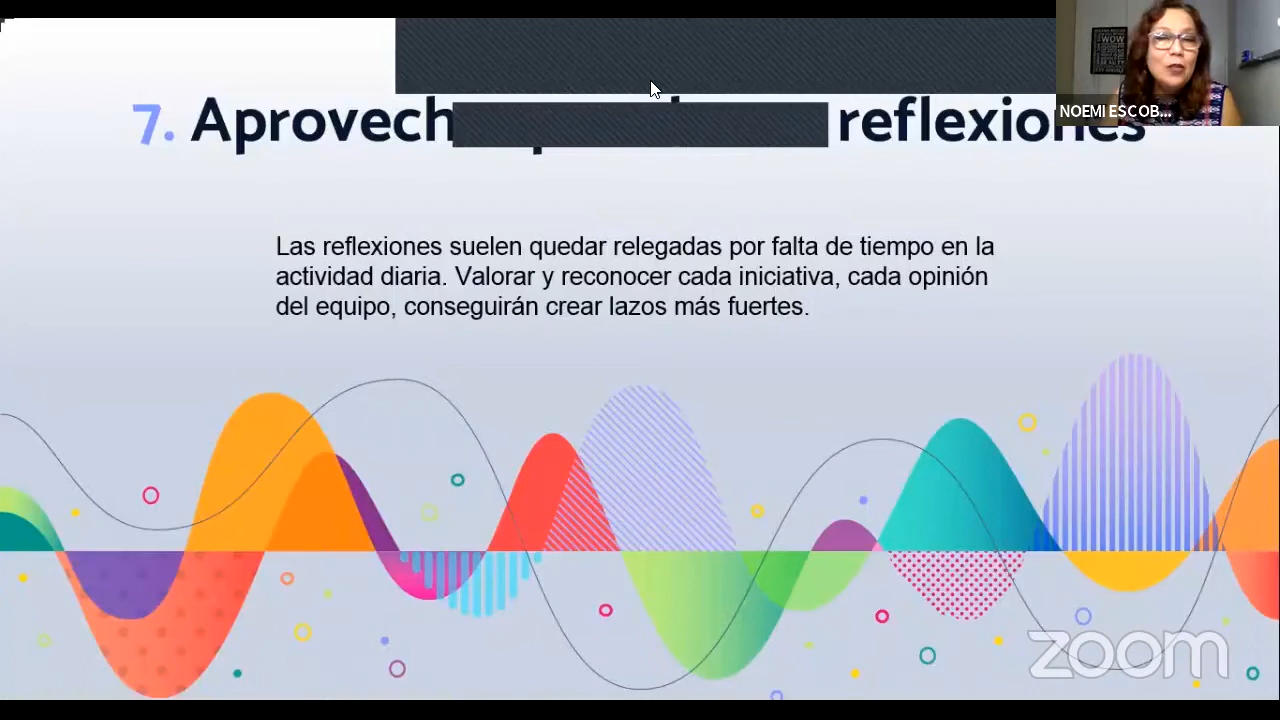 7. Aprovech reflexiones
NOEMI ESCOB...
Las reflexiones suelen quedar relegadas por falta de tiempo en la
actividad diaria. Valorar y reconocer cada iniciativa, cada opinión
del equipo, conseguirán crear lazos más fuertes.
zoom